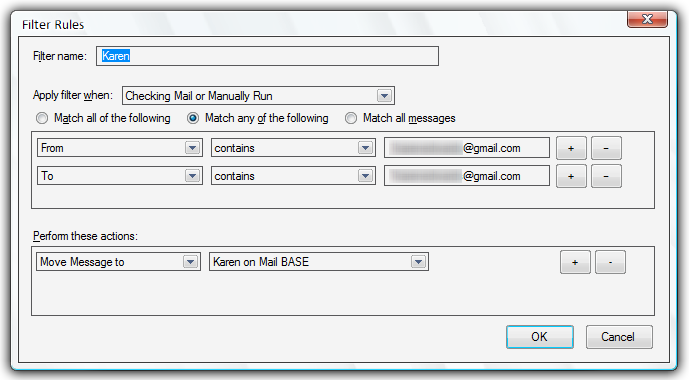 Filter Rules
Filter name: Karen
Apply filter when: Checking Mail or Manually Run
Match all of the following Match any of the following Match all messages
From contains @gmail.com + -
To contains @gmail.com + -
Perform these actions:
Move Message to Karen on Mail BASE + -
OK Cancel